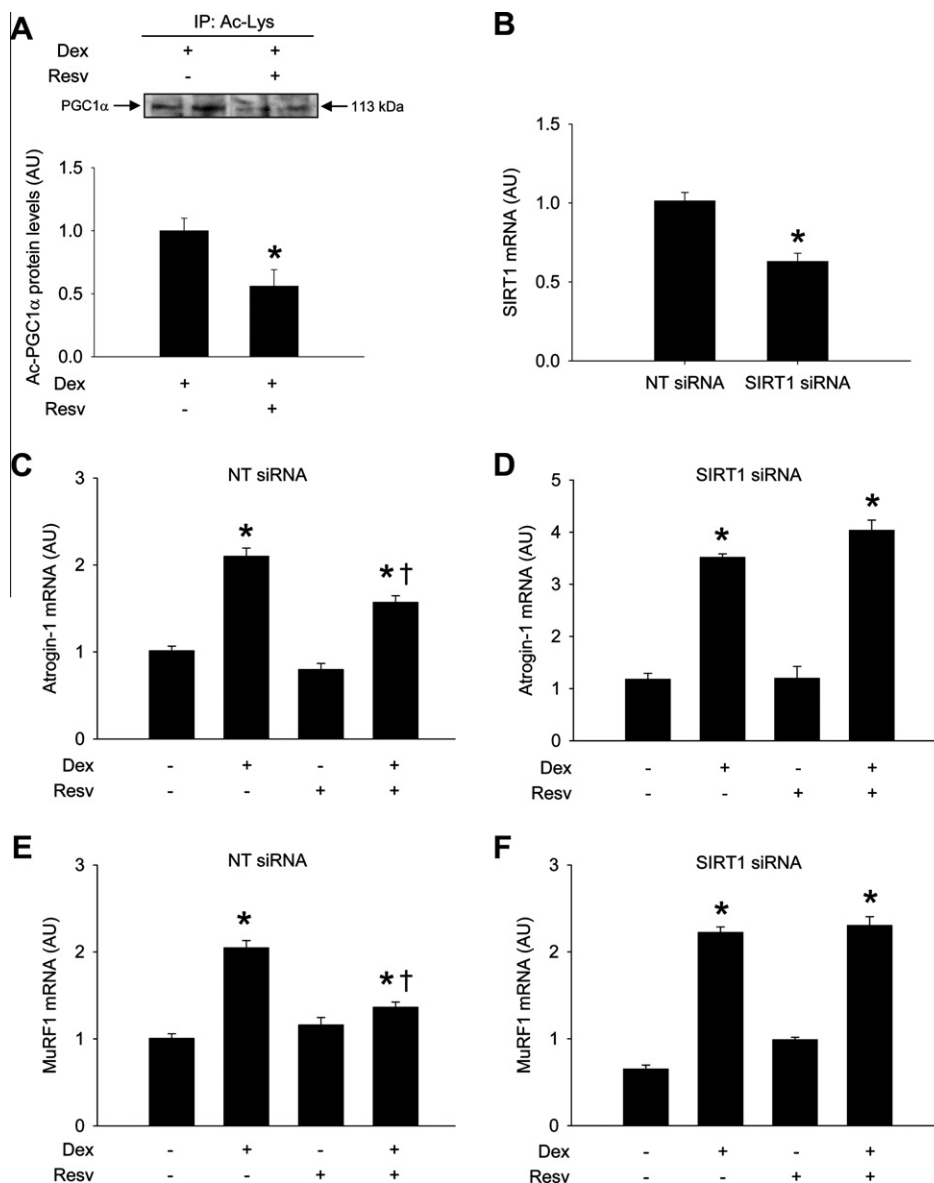 A
IP: Ac-Lys
Dex + +
Resv - +
PGC1α 113 kDa
Ac-PGC1α protein levels (AU)
1.5
1.0
0.5
0.0
Dex + +
Resv - +
B
SIRT1 mRNA (AU)
1.5
1.0
0.5
0.0
*
*
NT siRNA SIRT1 siRNA
C
NT siRNA
Atrogin-1 mRNA (AU)
3
2
1
0
*
*†
Dex - + - +
Resv - - + +
D
SIRT1 siRNA
Atrogin-1 mRNA (AU)
5
4
3
2
1
0
*
*
Dex - + - +
Resv - - + +
E
NT siRNA
MuRF1 mRNA (AU)
3
2
1
0
*
*†
Dex - + - +
Resv - - + +
F
SIRT1 siRNA
MuRF1 mRNA (AU)
3
2
1
0
*
*
Dex - + - +
Resv - - + +